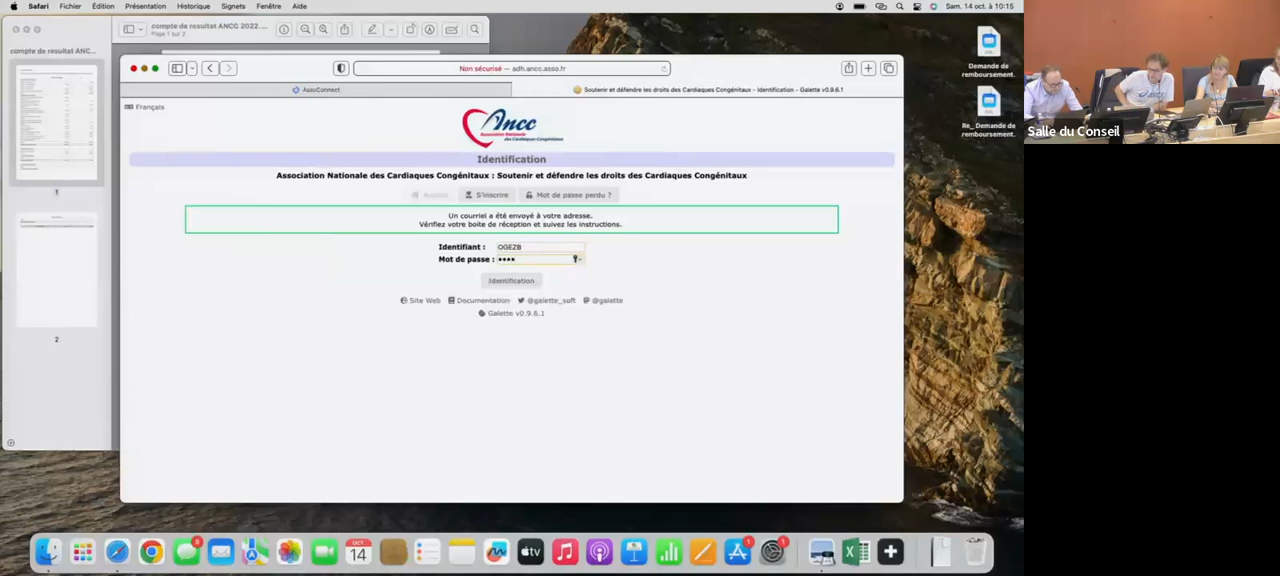 Safari Fichier Édition Présentation Historique Signets Fenêtre Aide
Sam. 14 oct. à 10:15
compte de resultat ANCC 2022....
Page 1 sur 2
compte de resultat ANC...
1
2
Non sécurisé — adh.ancc.asso.fr
AssoConnect
Soutenir et défendre les droits des Cardiaques Congénitaux - Identification - Galette v0.9.6.1
Français
Ancc
Association Nationale des Cardiaques Congénitaux
Identification
Association Nationale des Cardiaques Congénitaux : Soutenir et défendre les droits des Cardiaques Congénitaux
S'inscrire
Mot de passe perdu ?
Un courriel a été envoyé à votre adresse.
Vérifiez votre boite de réception et suivez les instructions.
Identifiant : OGEZB
Mot de passe : ••••
Identification
Site Web Documentation @galette_soft @galette
Galette v0.9.6.1
Demande de
remboursement.
Re_ Demande de
remboursement.
Salle du Conseil
8
OCT.
14
tv
1
1